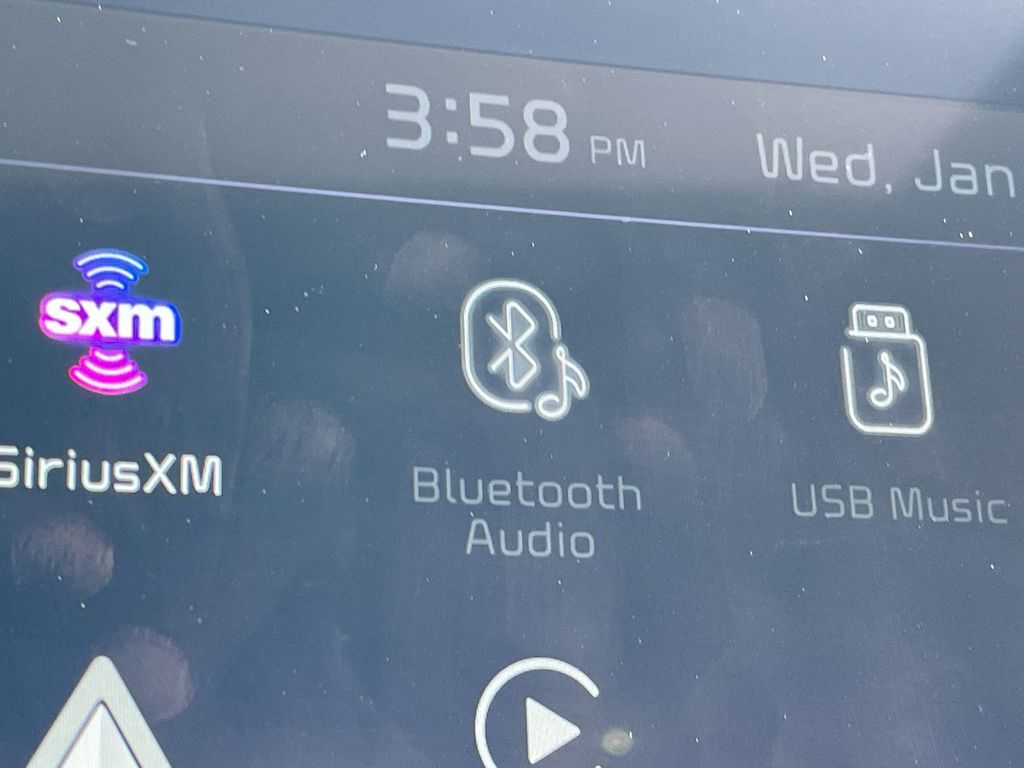 3:58 PM
Wed, Jan
sxm
SiriusXM
Bluetooth
Audio
USB Music